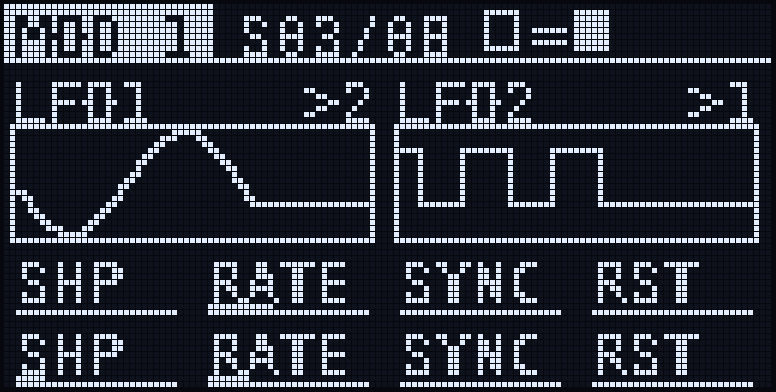 MOD 1 S03/08 □=■
LFO1 >2 LFO2 >1
SHP RATE SYNC RST
SHP RATE SYNC RST